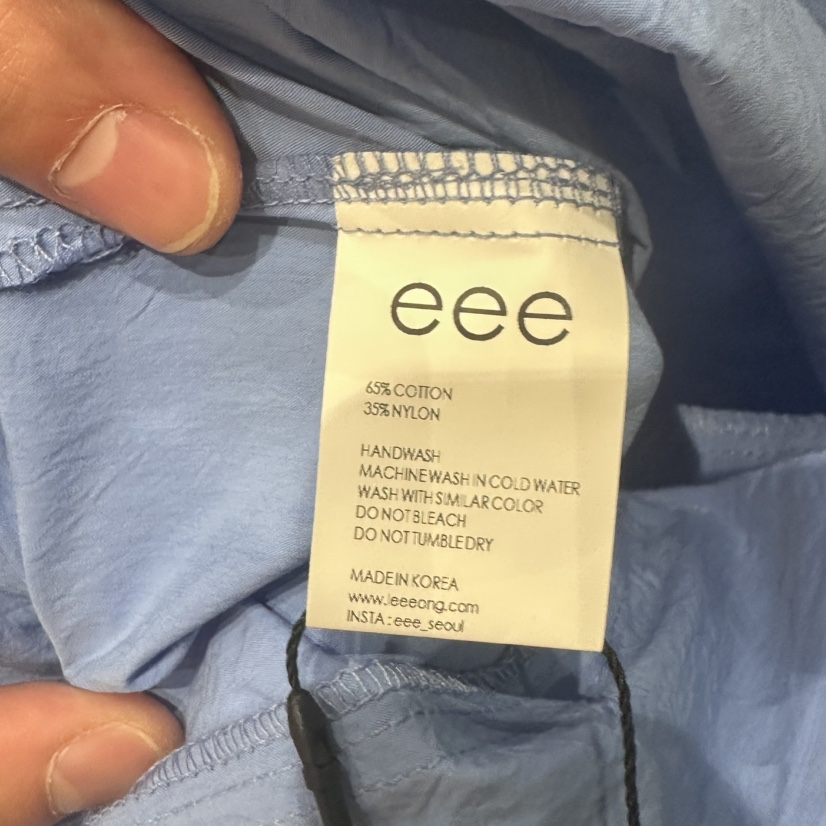 eee
65% COTTON
35% NYLON
HANDWASH
MACHINE WASH IN COLD WATER
WASH WITH SIMILAR COLOR
DO NOT BLEACH
DO NOT TUMBLE DRY
MADE IN KOREA
www.leeeong.com
INSTA : eee_seoul